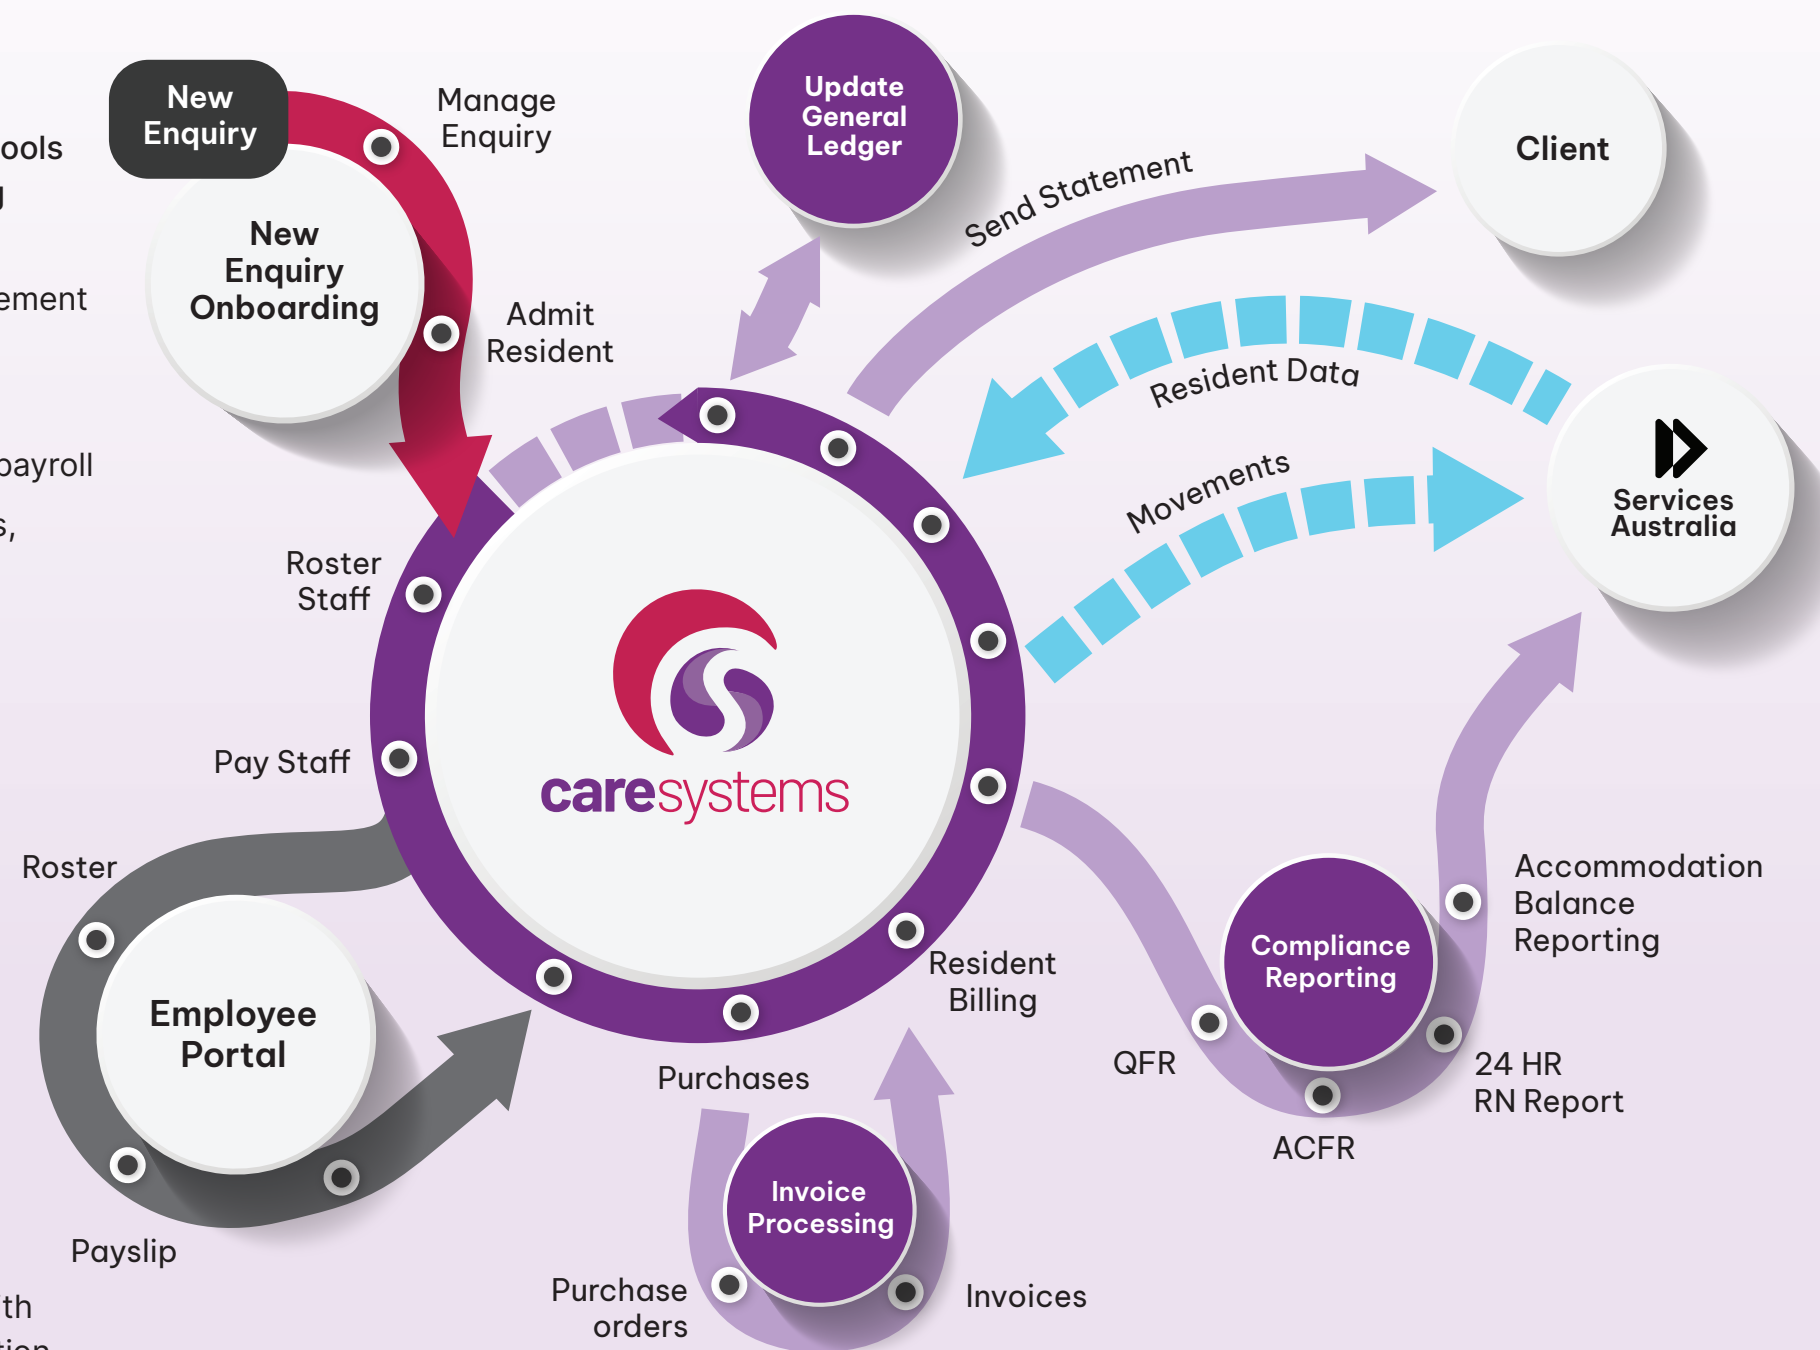 New
Enquiry
Manage
Enquiry
New
Enquiry
Onboarding
Admit
Resident
Update
General
Ledger
Send Statement
Client
Resident Data
Movements
Services
Australia
ools
ement
payroll
s,
Roster
Staff
Pay Staff
caresystems
Roster
Employee
Portal
Payslip
Resident
Billing
Purchases
Invoice
Processing
Purchase
orders
Invoices
Compliance
Reporting
QFR
ACFR
24 HR
RN Report
Accommodation
Balance
Reporting
ith